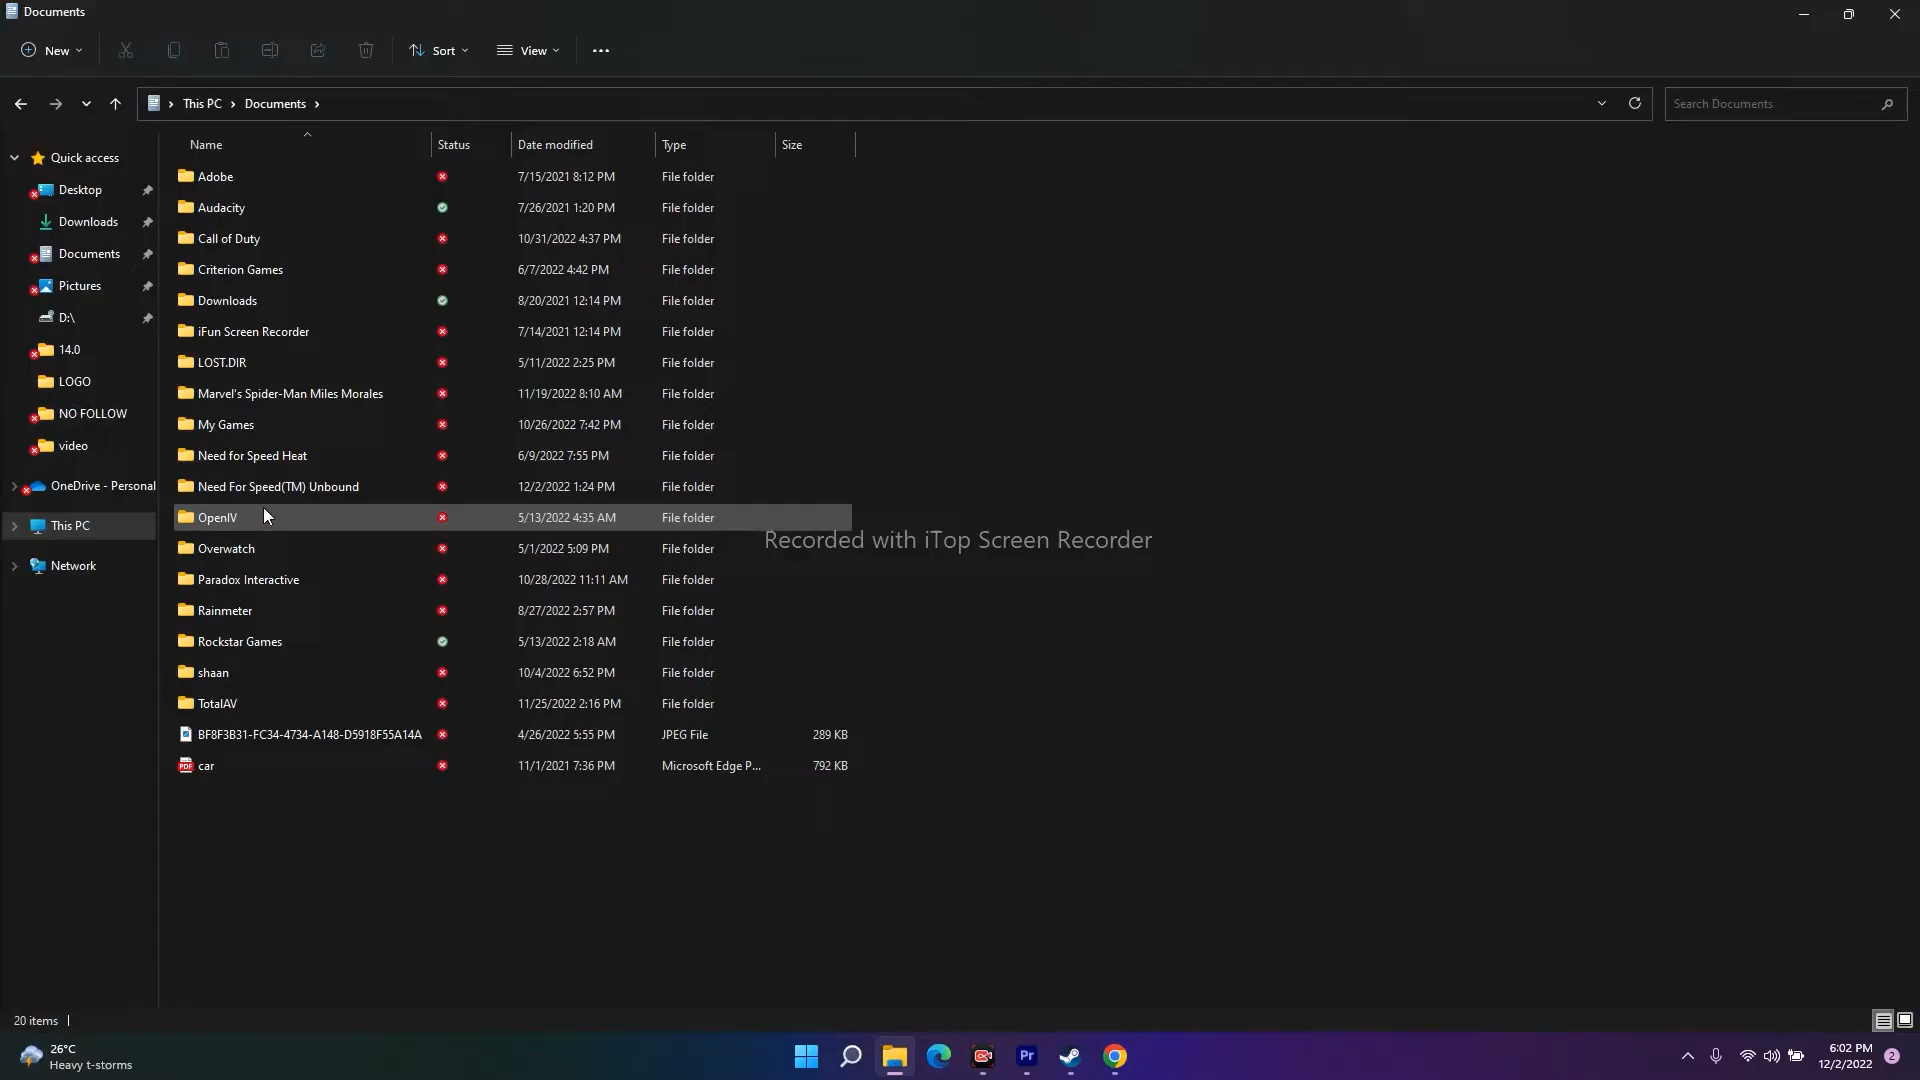 Documents
New
Sort
View
This PC
Documents
Search Documents
Name
Status
Date modified
Type
Size
Quick access
Desktop
Downloads
Documents
Pictures
D:\
14.0
LOGO
NO FOLLOW
video
OneDrive - Personal
This PC
Network
Adobe 7/15/2021 8:12 PM File folder
Audacity 7/26/2021 1:20 PM File folder
Call of Duty 10/31/2022 4:37 PM File folder
Criterion Games 6/7/2022 4:42 PM File folder
Downloads 8/20/2021 12:14 PM File folder
iFun Screen Recorder 7/14/2021 12:14 PM File folder
LOST.DIR 5/11/2022 2:25 PM File folder
Marvel's Spider-Man Miles Morales 11/19/2022 8:10 AM File folder
My Games 10/26/2022 7:42 PM File folder
Need for Speed Heat 6/9/2022 7:55 PM File folder
Need For Speed(TM) Unbound 12/2/2022 1:24 PM File folder
OpenIV 5/13/2022 4:35 AM File folder
Overwatch 5/1/2022 5:09 PM File folder
Paradox Interactive 10/28/2022 11:11 AM File folder
Rainmeter 8/27/2022 2:57 PM File folder
Rockstar Games 5/13/2022 2:18 AM File folder
shaan 10/4/2022 6:52 PM File folder
TotalAV 11/25/2022 2:16 PM File folder
BF8F3B31-FC34-4734-A148-D5918F55A14A 4/26/2022 5:55 PM JPEG File 289 KB
PDF car 11/1/2021 7:36 PM Microsoft Edge P... 792 KB
Recorded with iTop Screen Recorder
20 items
26°C
Heavy t-storms
Pr
6:02 PM
12/2/2022
2